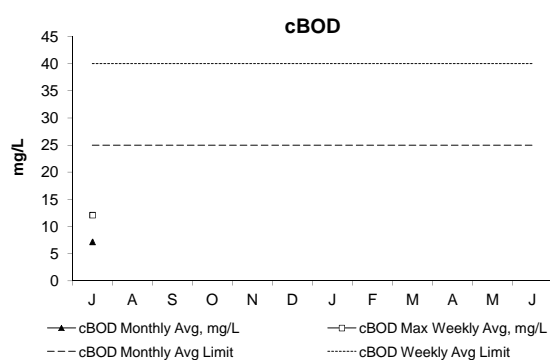 cBOD
45
40
35
30
25
20
15
10
5
0
mg/L
J A S O N D J F M A M J
cBOD Monthly Avg, mg/L cBOD Max Weekly Avg, mg/L
cBOD Monthly Avg Limit cBOD Weekly Avg Limit